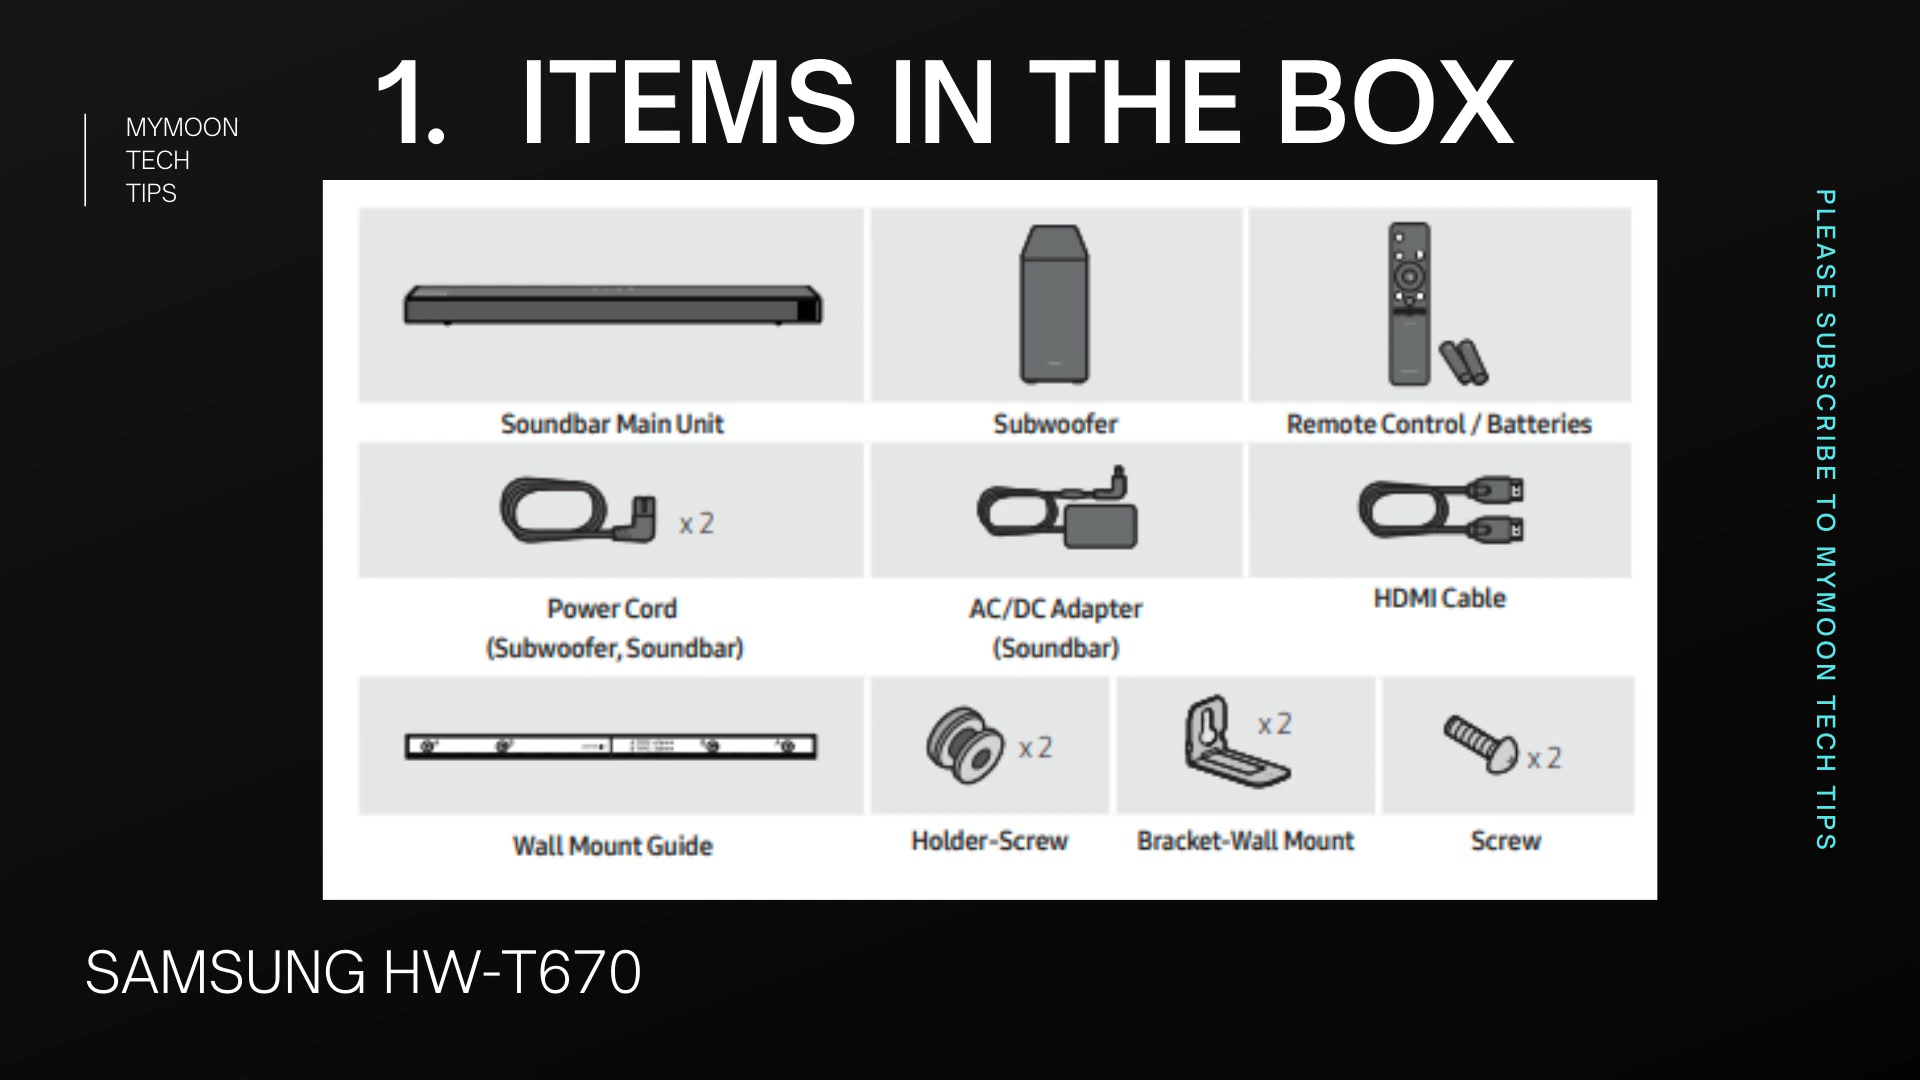 1. ITEMS IN THE BOX
MYMOON
TECH
TIPS
Soundbar Main Unit
Subwoofer
Remote Control / Batteries
x 2
Power Cord
(Subwoofer, Soundbar)
AC/DC Adapter
(Soundbar)
HDMI Cable
x 2
x 2
x 2
Wall Mount Guide
Holder-Screw
Bracket-Wall Mount
Screw
SAMSUNG HW-T670
PLEASE SUBSCRIBE TO MYMOON TECH TIPS